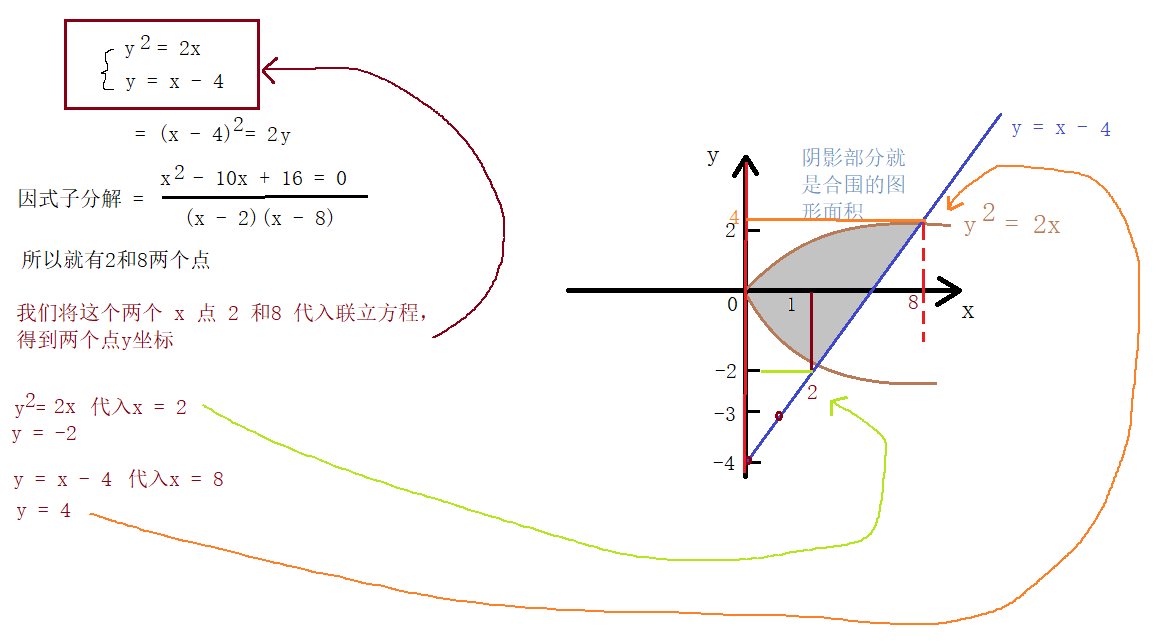 y² = 2x
y = x - 4
= (x - 4)²= 2y
x² - 10x + 16 = 0
因式子分解 =
(x - 2)(x - 8)
所以就有2和8两个点
我们将这个两个 x 点 2 和8 代入联立方程,
得到两个点y坐标
y²= 2x 代入x = 2
y = -2
y = x - 4 代入x = 8
y = 4
y = x - 4
y
阴影部分就
是合围的图
形面积
4
y² = 2x
2
0
1
8
x
-2
2
-3
-4